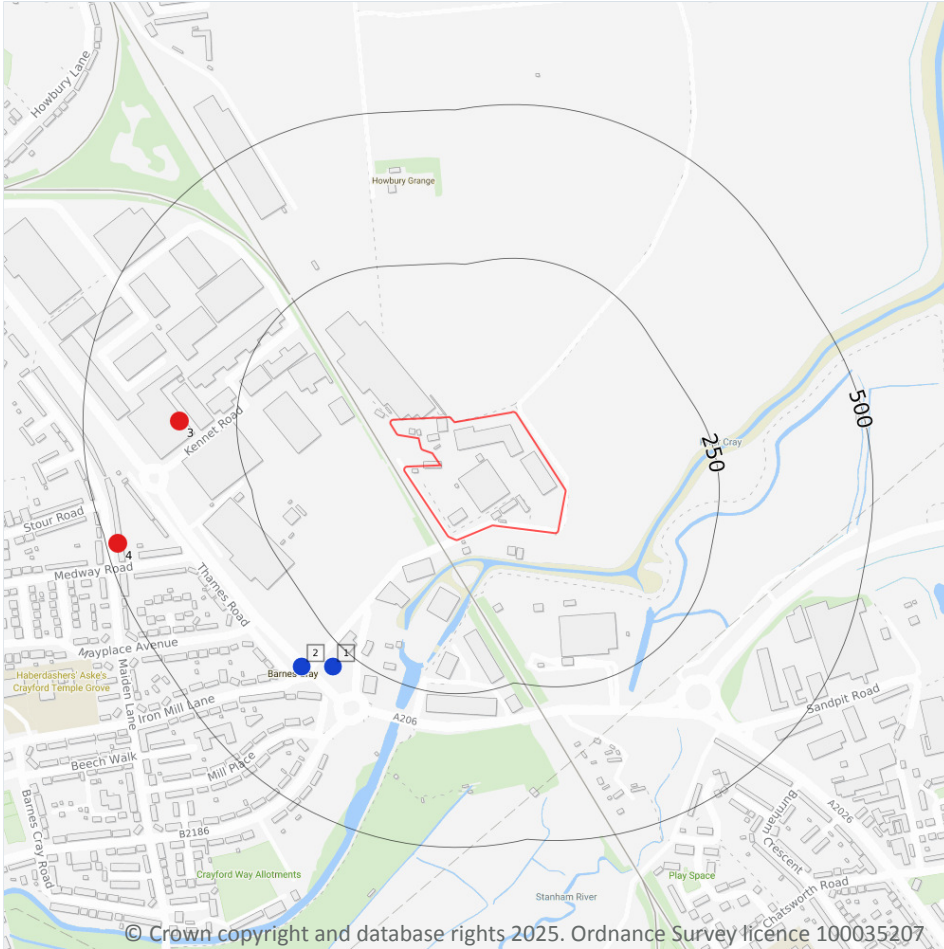 Howbury Lane
Howbury Grange
500
250
Cray
3
Kennet Road
Stour Road
4
Medway Road
Thames Road
Mayplace Avenue
2
1
Barnes Cray
Haberdashers' Aske's
Crayford Temple Grove
Maiden Lane
Iron Mill Lane
Sandpit Road
A206
Beech Walk
Mill Place
Barnes Cray Road
B2186
A2026
Burnham
Crescent
Crayford Way Allotments
Play Space
Chatsworth Road
Stanham River
© Crown copyright and database rights 2025. Ordnance Survey licence 100035207